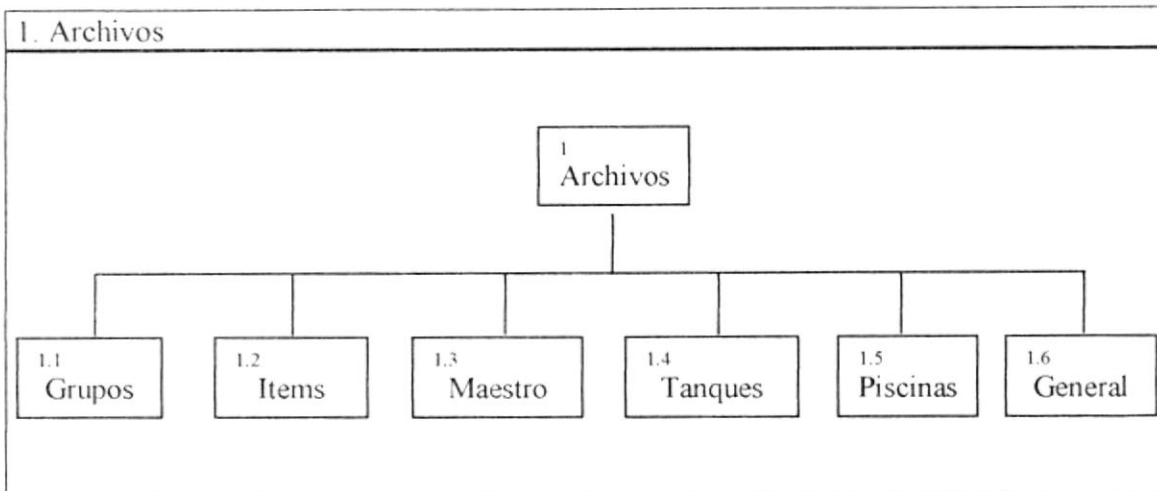 1. Archivos
1
Archivos
1.1
Grupos
1.2
Items
1.3
Maestro
1.4
Tanques
1.5
Piscinas
1.6
General